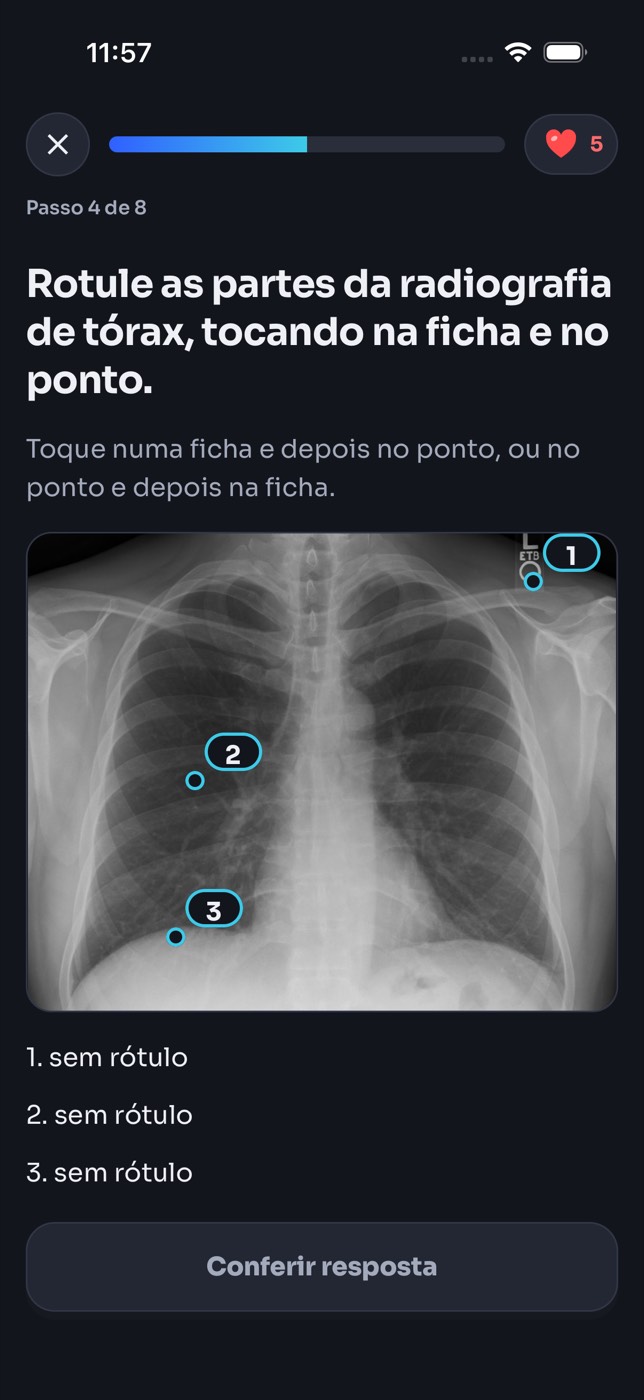 11:57
5
Passo 4 de 8
Rotule as partes da radiografia
de tórax, tocando na ficha e no
ponto.
Toque numa ficha e depois no ponto, ou no
ponto e depois na ficha.
L
ETB
1
2
3
1. sem rótulo
2. sem rótulo
3. sem rótulo
Conferir resposta